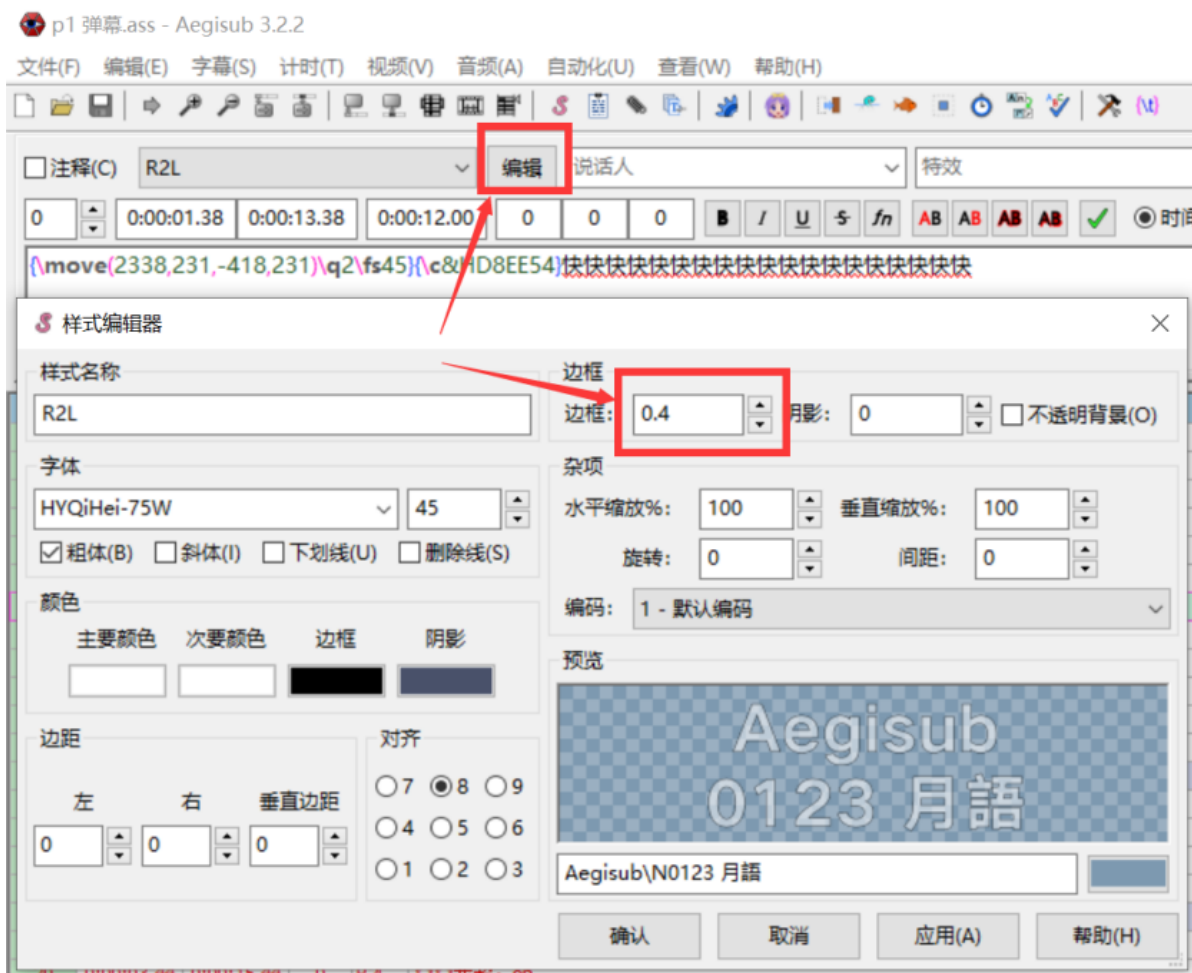 p1 弹幕.ass - Aegisub 3.2.2
文件(F) 编辑(E) 字幕(S) 计时(T) 视频(V) 音频(A) 自动化(U) 查看(W) 帮助(H)
注释(C) R2L 编辑 说话人 特效
0 0:00:01.38 0:00:13.38 0:00:12.00 0 0 0 B I U S fn AB AB AB AB 时间
{\move(2338,231,-418,231)\q2\fs45}{\c&HD8EE54}快快快快快快快快快快快快快快快快快快快
样式编辑器
样式名称
R2L
边框
边框: 0.4 阴影: 0 不透明背景(O)
字体
HYQiHei-75W 45
粗体(B) 斜体(I) 下划线(U) 删除线(S)
杂项
水平缩放%: 100 垂直缩放%: 100
旋转: 0 间距: 0
编码: 1 - 默认编码
颜色
主要颜色 次要颜色 边框 阴影
预览
Aegisub
0123 月語
边距
左 右 垂直边距
0 0 0
对齐
7 8 9
4 5 6
1 2 3
Aegisub\N0123 月語
确认 取消 应用(A) 帮助(H)